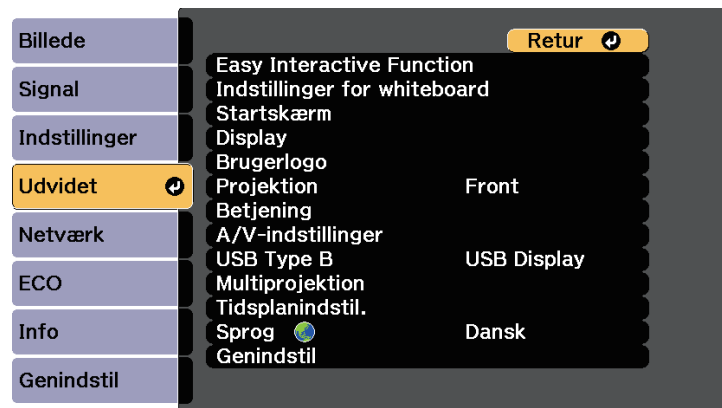 Billede
Signal
Indstillinger
Udvidet
Netværk
ECO
Info
Genindstil
Retur
Easy Interactive Function
Indstillinger for whiteboard
Startskærm
Display
Brugerlogo
Projektion Front
Betjening
A/V-indstillinger
USB Type B USB Display
Multiprojektion
Tidsplanindstil.
Sprog Dansk
Genindstil